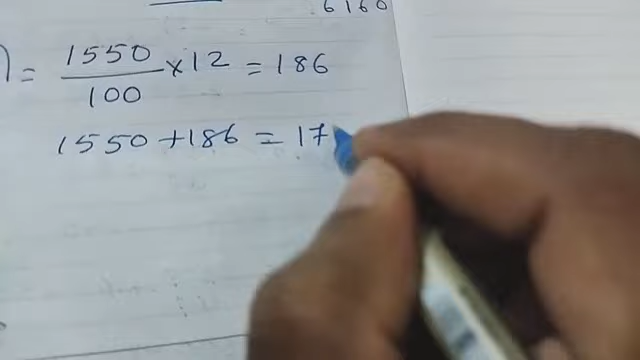 6160
) = 1550/100 × 12 = 186
1550 + 186 = 17